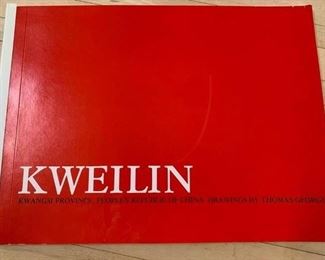 KWEILIN
KWANGSI PROVINCE, PEOPLE'S REPUBLIC OF CHINA DRAWINGS BY THOMAS GEORGE